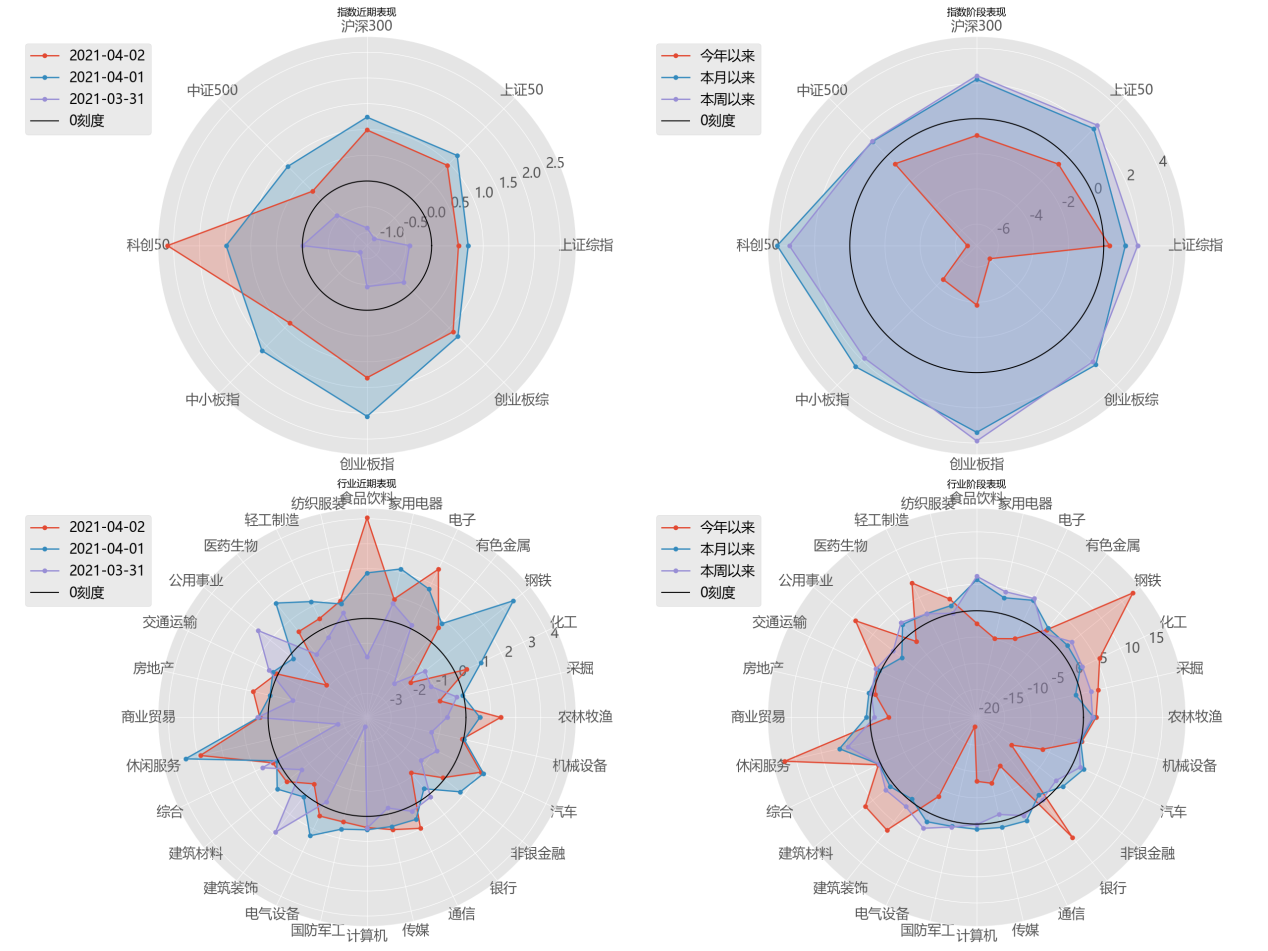 指数近期表现
沪深300
2021-04-02
2021-04-01
2021-03-31
0刻度
中证500
上证50
2.5
2.0
1.5
1.0
0.5
0.0
-0.5
-1.0
科创50
上证综指
中小板指
创业板综
创业板指
指数阶段表现
沪深300
今年以来
本月以来
本周以来
0刻度
中证500
上证50
4
2
0
-2
-4
-6
科创50
上证综指
中小板指
创业板综
创业板指
行业近期表现
食品饮料
纺织服装
家用电器
2021-04-02
2021-04-01
2021-03-31
0刻度
轻工制造
电子
医药生物
有色金属
公用事业
钢铁
交通运输
化工
4
3
2
1
0
-1
-2
-3
房地产
采掘
商业贸易
农林牧渔
休闲服务
机械设备
综合
汽车
建筑材料
非银金融
建筑装饰
银行
电气设备
通信
国防军工
计算机
传媒
行业阶段表现
食品饮料
纺织服装
家用电器
今年以来
本月以来
本周以来
0刻度
轻工制造
电子
医药生物
有色金属
公用事业
钢铁
交通运输
化工
15
10
5
0
-5
-10
-15
-20
房地产
采掘
商业贸易
农林牧渔
休闲服务
机械设备
综合
汽车
建筑材料
非银金融
建筑装饰
银行
电气设备
通信
国防军工
计算机
传媒